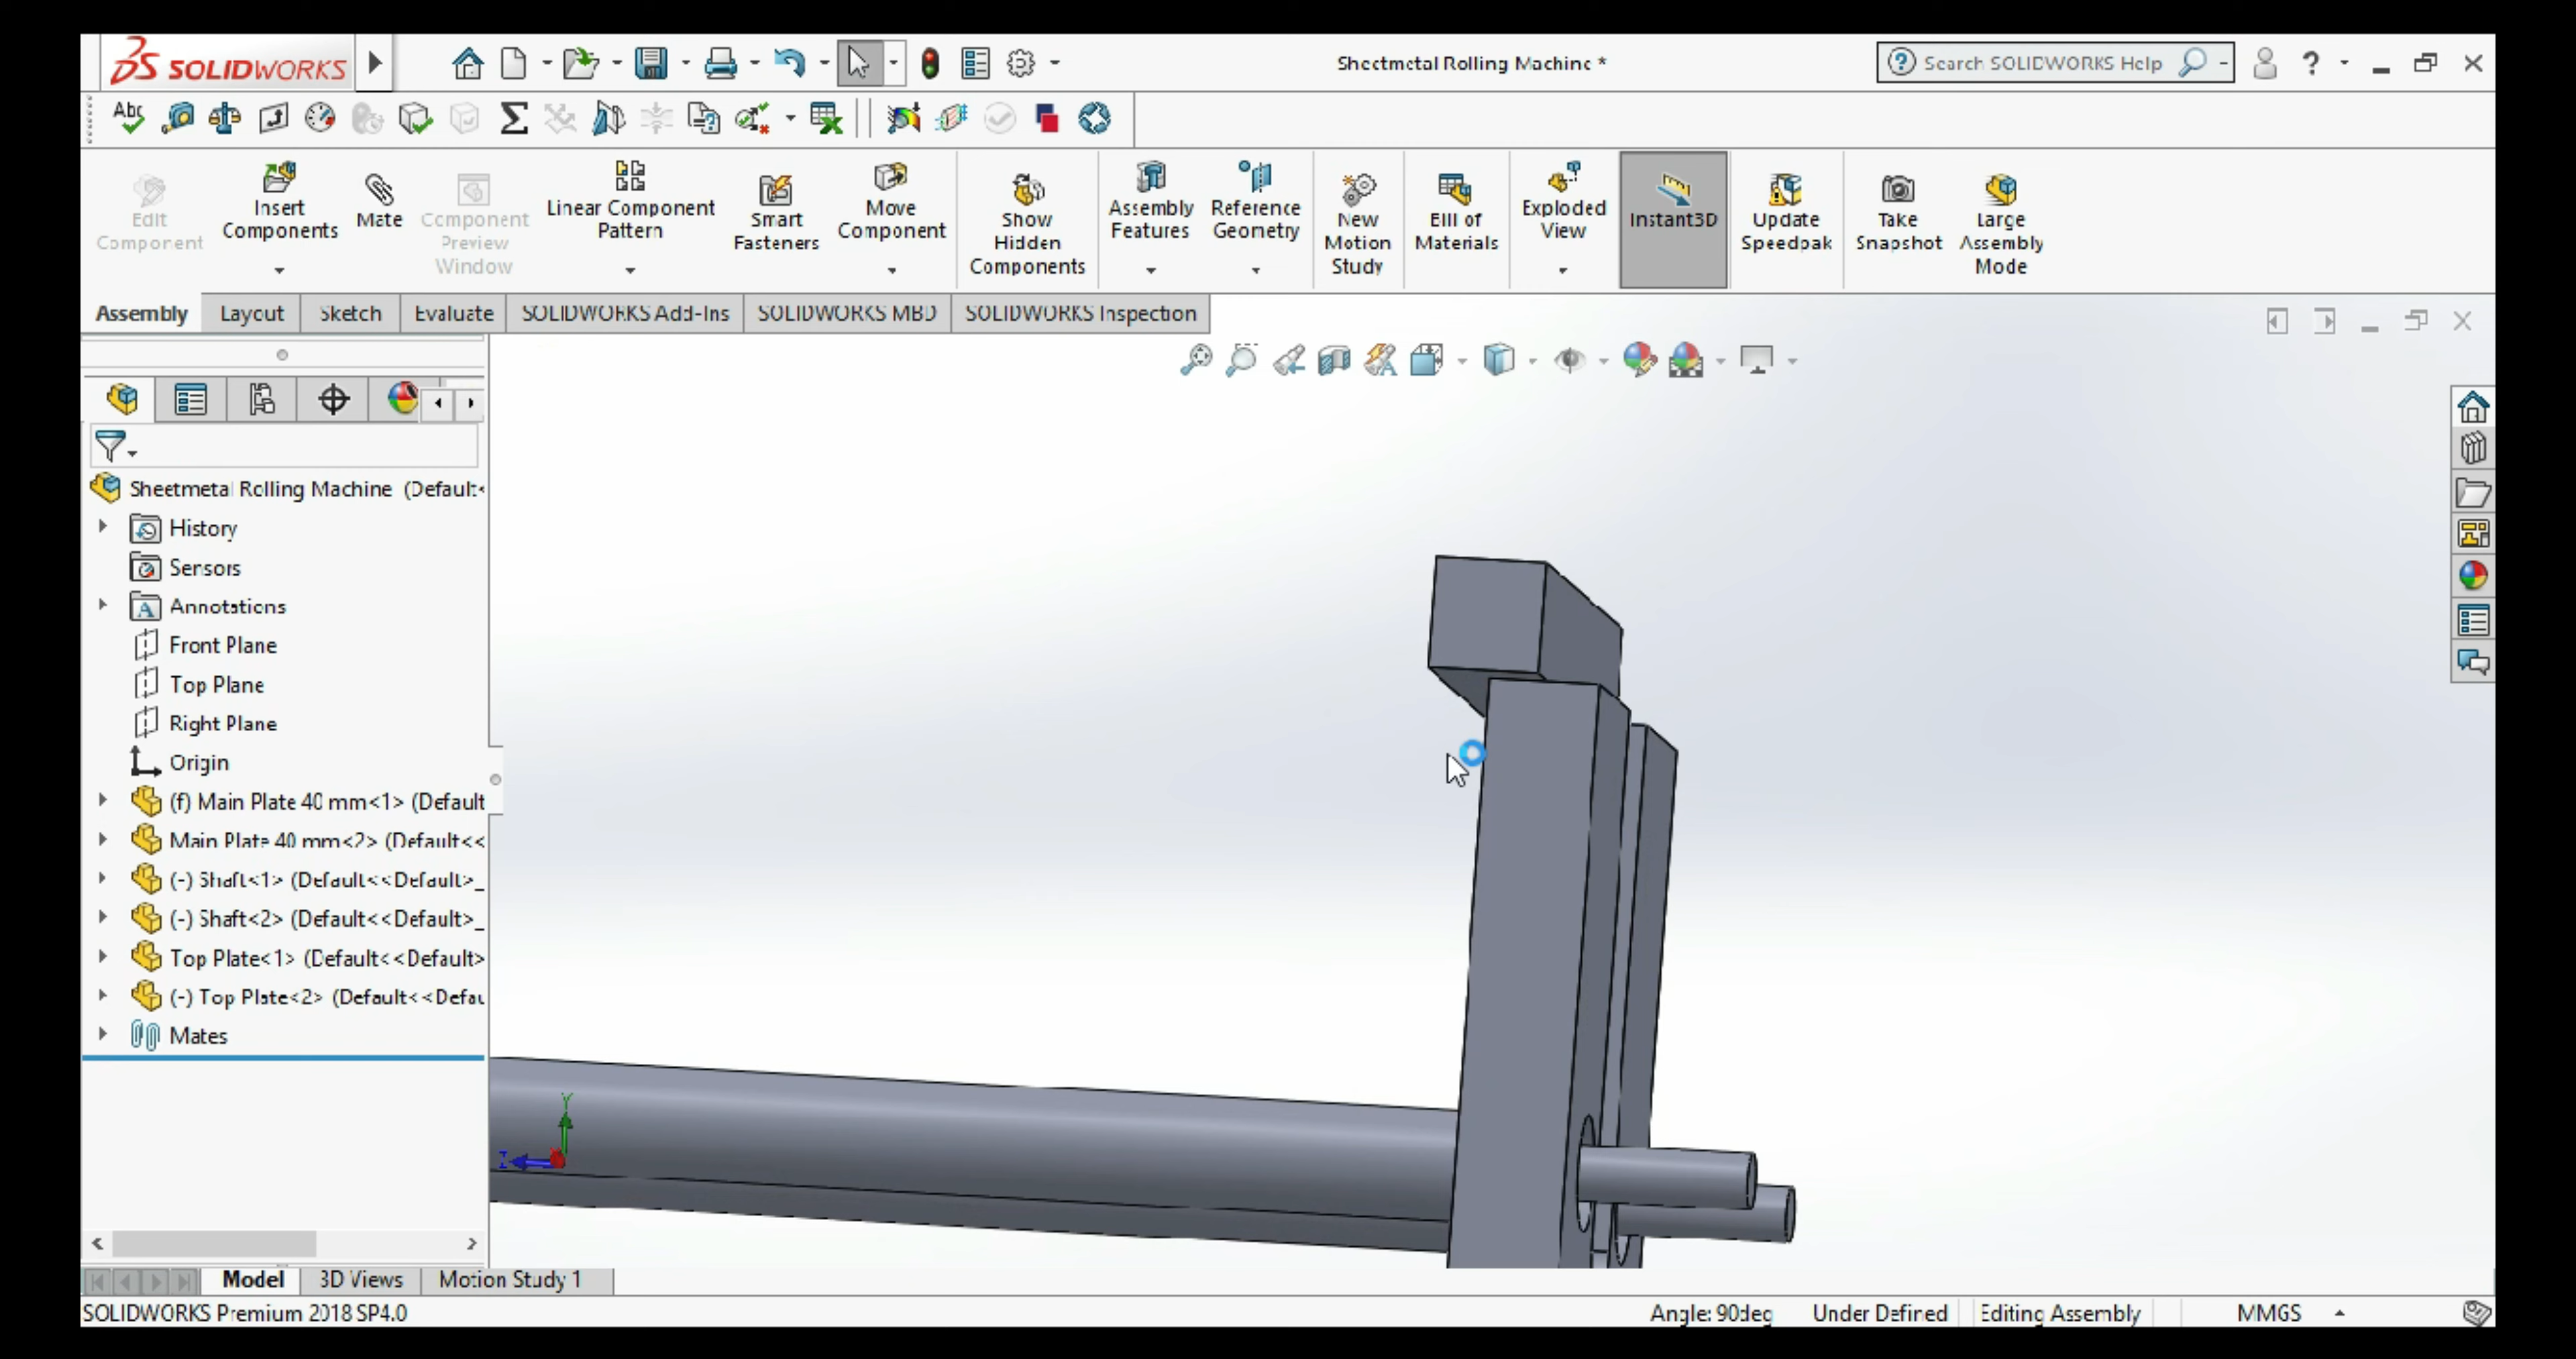 SOLIDWORKS
Sheetmetal Rolling Machine *
Search SOLIDWORKS Help
Abc
Edit Component
Insert Components
Mate
Component Preview Window
Linear Component Pattern
Smart Fasteners
Move Component
Show Hidden Components
Assembly Features
Reference Geometry
New Motion Study
Bill of Materials
Exploded View
Instant3D
Update Speedpak
Take Snapshot
Large Assembly Mode
Assembly Layout Sketch Evaluate SOLIDWORKS Add-Ins SOLIDWORKS MBD SOLIDWORKS Inspection
Sheetmetal Rolling Machine (Default<
History
Sensors
Annotations
Front Plane
Top Plane
Right Plane
Origin
(f) Main Plate 40 mm<1> (Default
Main Plate 40 mm<2> (Default<<
(-) Shaft<1> (Default<<Default>_
(-) Shaft<2> (Default<<Default>_
Top Plate<1> (Default<<Default>
(-) Top Plate<2> (Default<<Defau
Mates
Y
Z
Model 3D Views Motion Study 1
SOLIDWORKS Premium 2018 SP4.0
Angle: 90deg Under Defined Editing Assembly MMGS